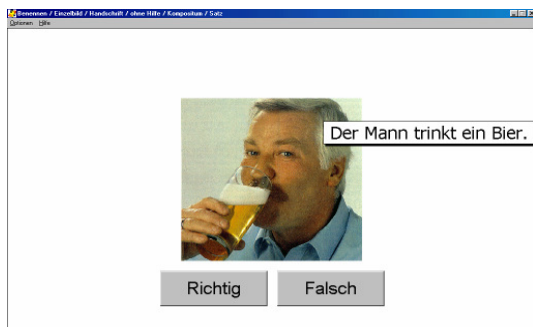 Benennen / Einzelbild / Handschrift / ohne Hilfe / Kompositum / Satz
Optionen Hilfe
Der Mann trinkt ein Bier.
Richtig Falsch